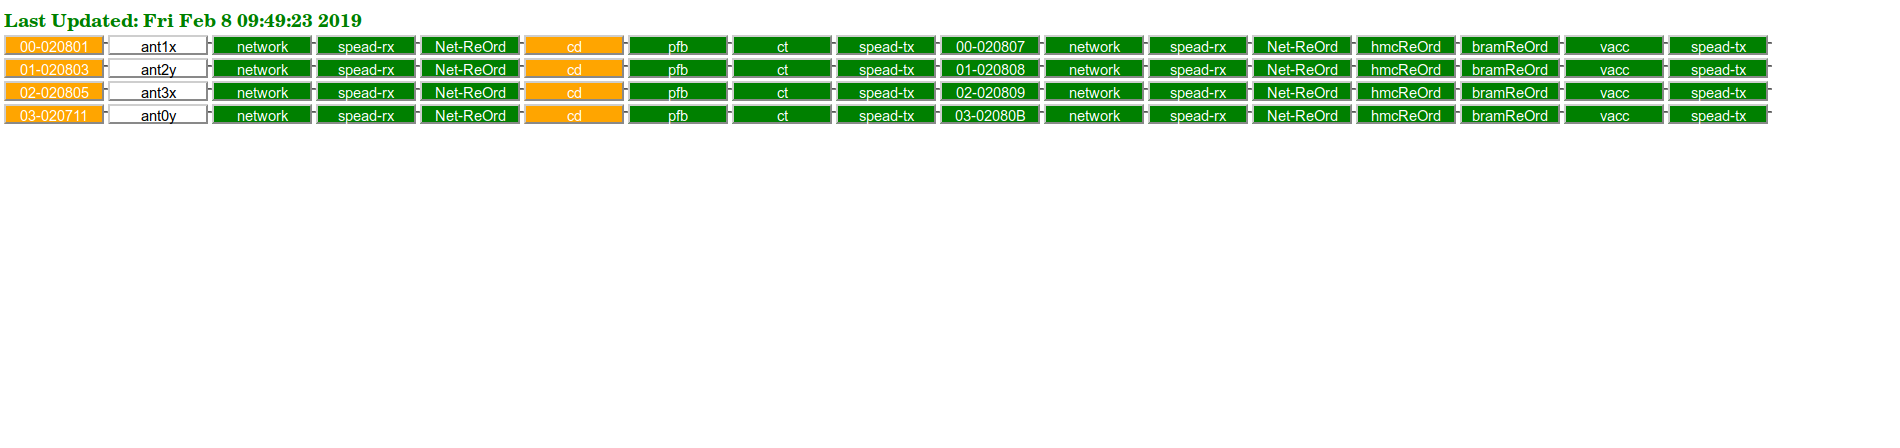 Last Updated: Fri Feb 8 09:49:23 2019
00-020801 ant1x network spead-rx Net-ReOrd cd pfb ct spead-tx 00-020807 network spead-rx Net-ReOrd hmcReOrd bramReOrd vacc spead-tx
01-020803 ant2y network spead-rx Net-ReOrd cd pfb ct spead-tx 01-020808 network spead-rx Net-ReOrd hmcReOrd bramReOrd vacc spead-tx
02-020805 ant3x network spead-rx Net-ReOrd cd pfb ct spead-tx 02-020809 network spead-rx Net-ReOrd hmcReOrd bramReOrd vacc spead-tx
03-020711 ant0y network spead-rx Net-ReOrd cd pfb ct spead-tx 03-02080B network spead-rx Net-ReOrd hmcReOrd bramReOrd vacc spead-tx